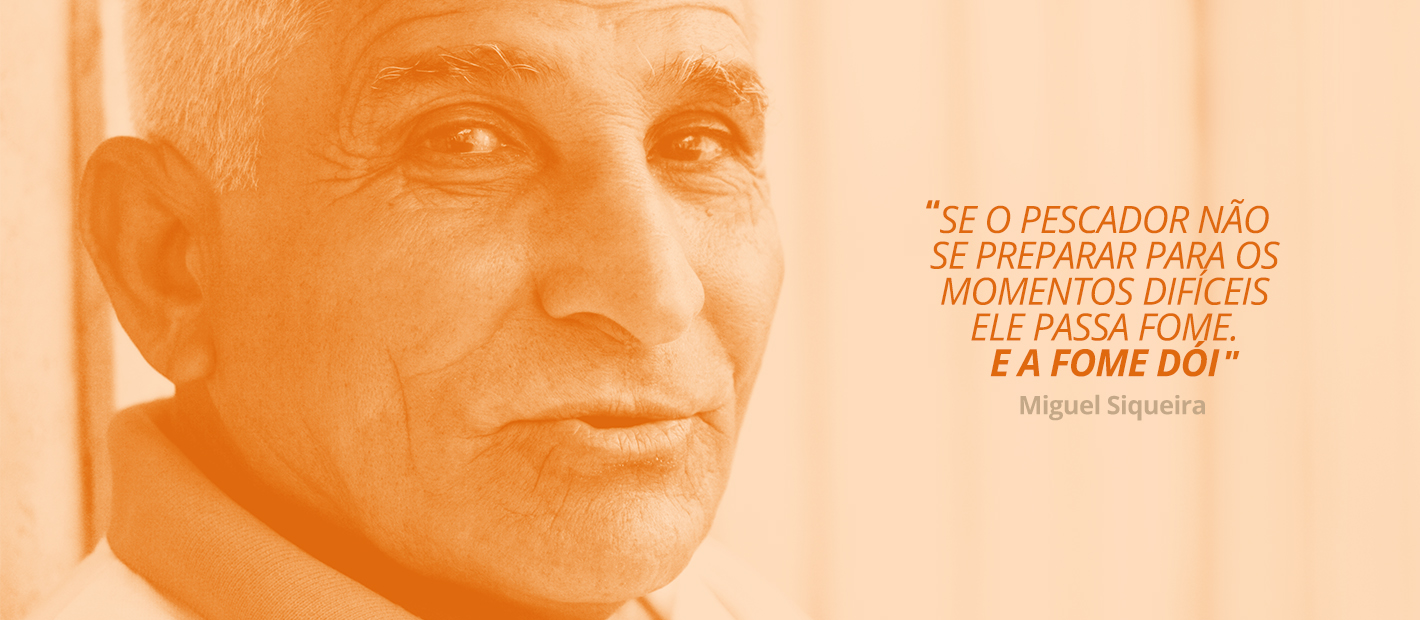 "SE O PESCADOR NÃO
SE PREPARAR PARA OS
MOMENTOS DIFÍCEIS
ELE PASSA FOME.
E A FOME DÓI"
Miguel Siqueira